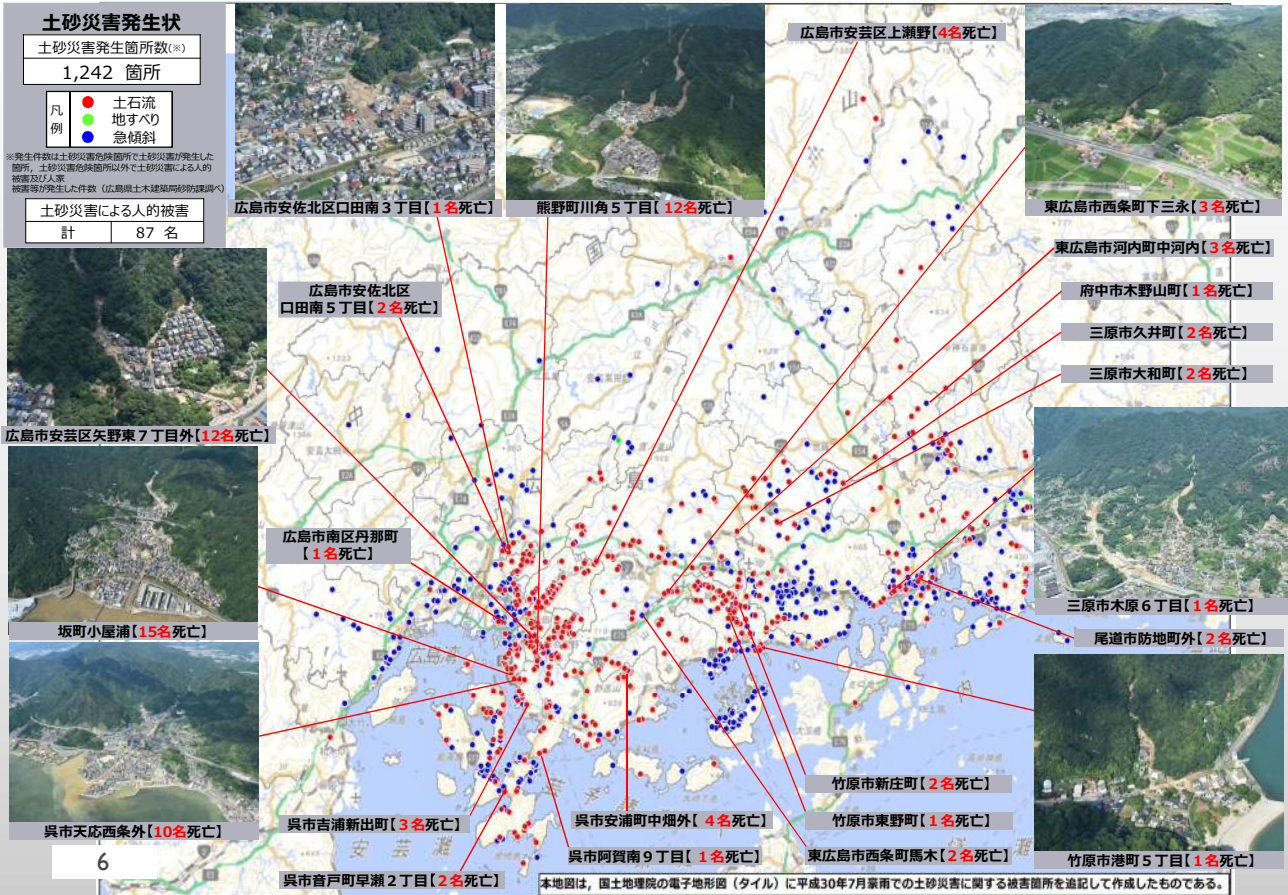 土砂災害発生状
土砂災害発生箇所数(※)
1,242 箇所
凡例
土石流
地すべり
急傾斜
※発生件数は土砂災害危険箇所で土砂災害が発生した
箇所，土砂災害危険箇所以外で土砂災害による人的
被害及び人家
被害等が発生した件数（広島県土木建築局砂防課調べ）
土砂災害による人的被害
計 87 名
広島市安佐北区口田南３丁目【1名死亡】
熊野町川角５丁目【12名死亡】
広島市安芸区上瀬野【4名死亡】
東広島市西条町下三永【3名死亡】
東広島市河内町中河内【3名死亡】
府中市木野山町【1名死亡】
三原市久井町【2名死亡】
三原市大和町【2名死亡】
広島市安佐北区
口田南５丁目【2名死亡】
広島市安芸区矢野東７丁目外【12名死亡】
広島市南区丹那町
【1名死亡】
坂町小屋浦【15名死亡】
三原市木原６丁目【1名死亡】
尾道市防地町外【2名死亡】
呉市天応西条外【10名死亡】
呉市吉浦新出町【3名死亡】
呉市音戸町早瀬２丁目【2名死亡】
呉市安浦町中畑外【4名死亡】
呉市阿賀南９丁目【1名死亡】
竹原市新庄町【2名死亡】
竹原市東野町【1名死亡】
東広島市西条町馬木【2名死亡】
竹原市港町５丁目【1名死亡】
広島湾
安芸灘
6
本地図は，国土地理院の電子地形図（タイル）に平成30年7月豪雨での土砂災害に関する被害箇所を追記して作成したものである。